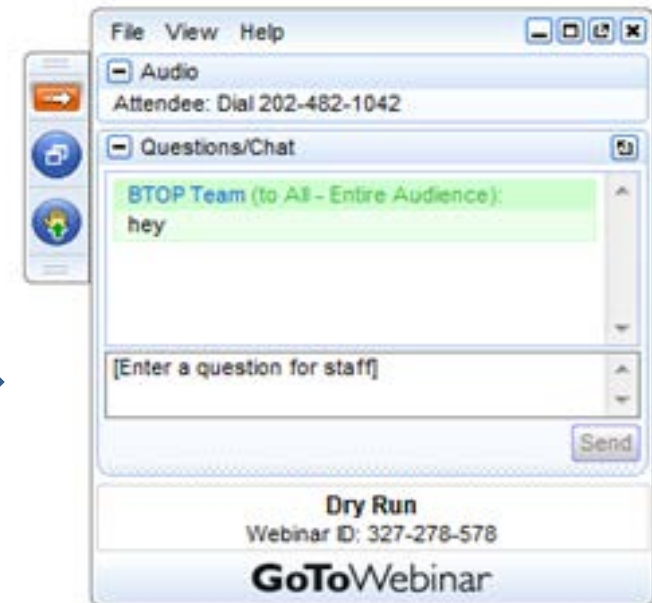 File View Help
Audio
Attendee: Dial 202-482-1042
Questions/Chat
BTOP Team (to All - Entire Audience):
hey
[Enter a question for staff]
Send
Dry Run
Webinar ID: 327-278-578
GoToWebinar